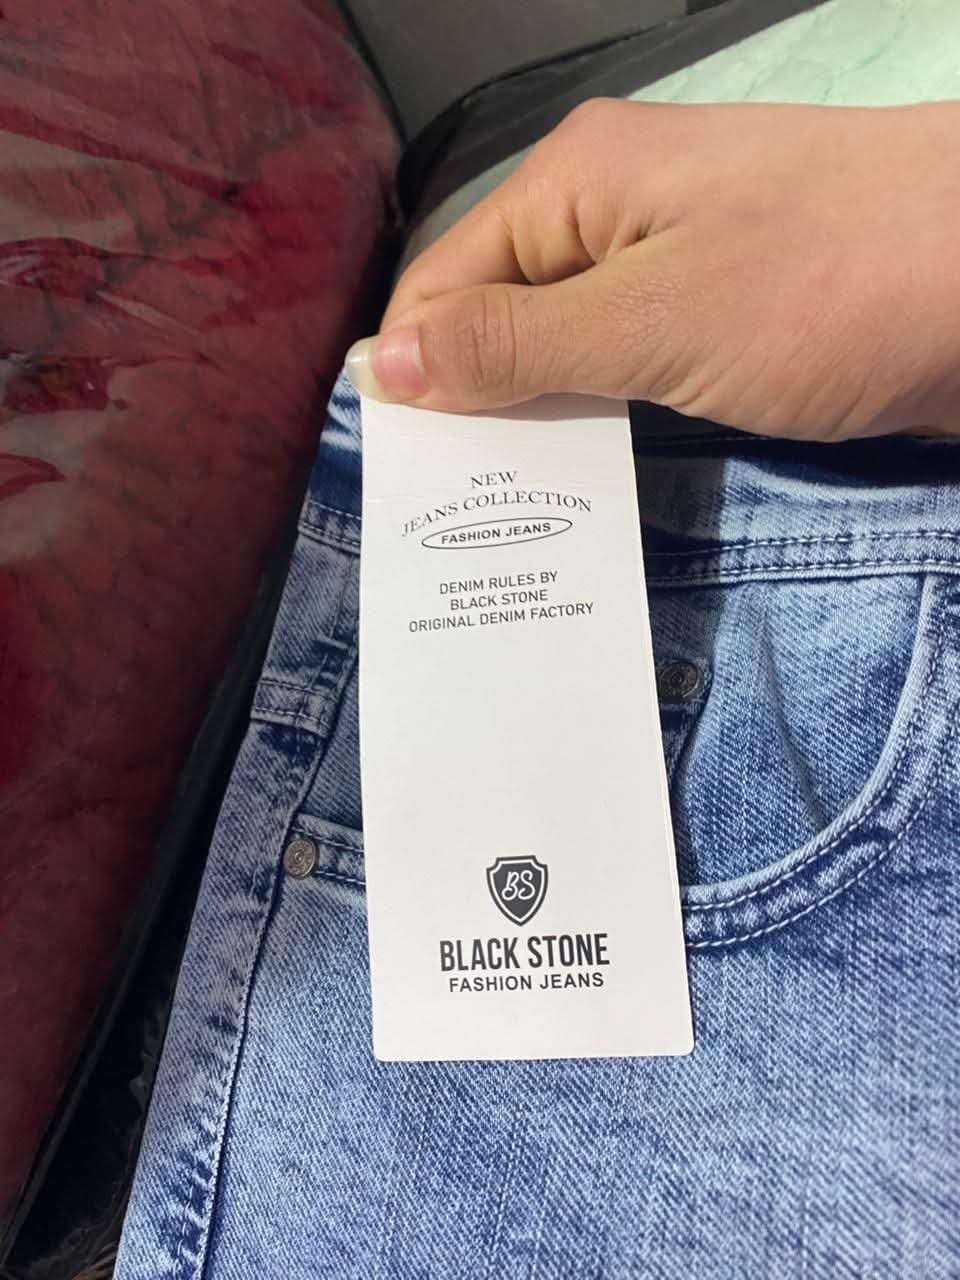 NEW
JEANS COLLECTION
FASHION JEANS
DENIM RULES BY
BLACK STONE
ORIGINAL DENIM FACTORY
BS
BLACK STONE
FASHION JEANS